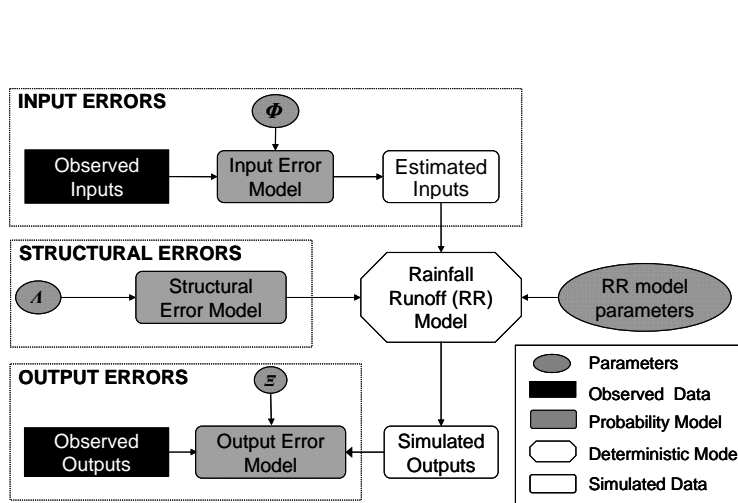 INPUT ERRORS
Φ
Observed
Inputs
Input Error
Model
Estimated
Inputs
STRUCTURAL ERRORS
Λ
Structural
Error Model
Rainfall
Runoff (RR)
Model
RR model
parameters
OUTPUT ERRORS
Ξ
Observed
Outputs
Output Error
Model
Simulated
Outputs
Parameters
Observed Data
Probability Model
Deterministic Mode
Simulated Data